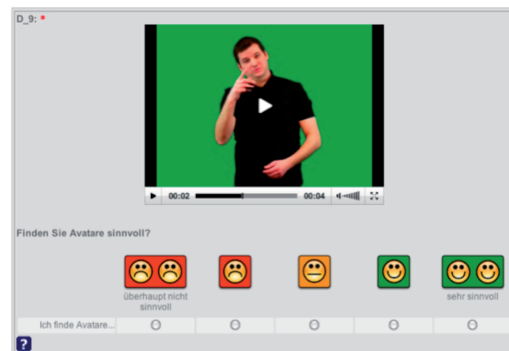 D_9: *
00:02 00:04
Finden Sie Avatare sinnvoll?
überhaupt nicht
sinnvoll
sehr sinnvoll
Ich finde Avatare...
?